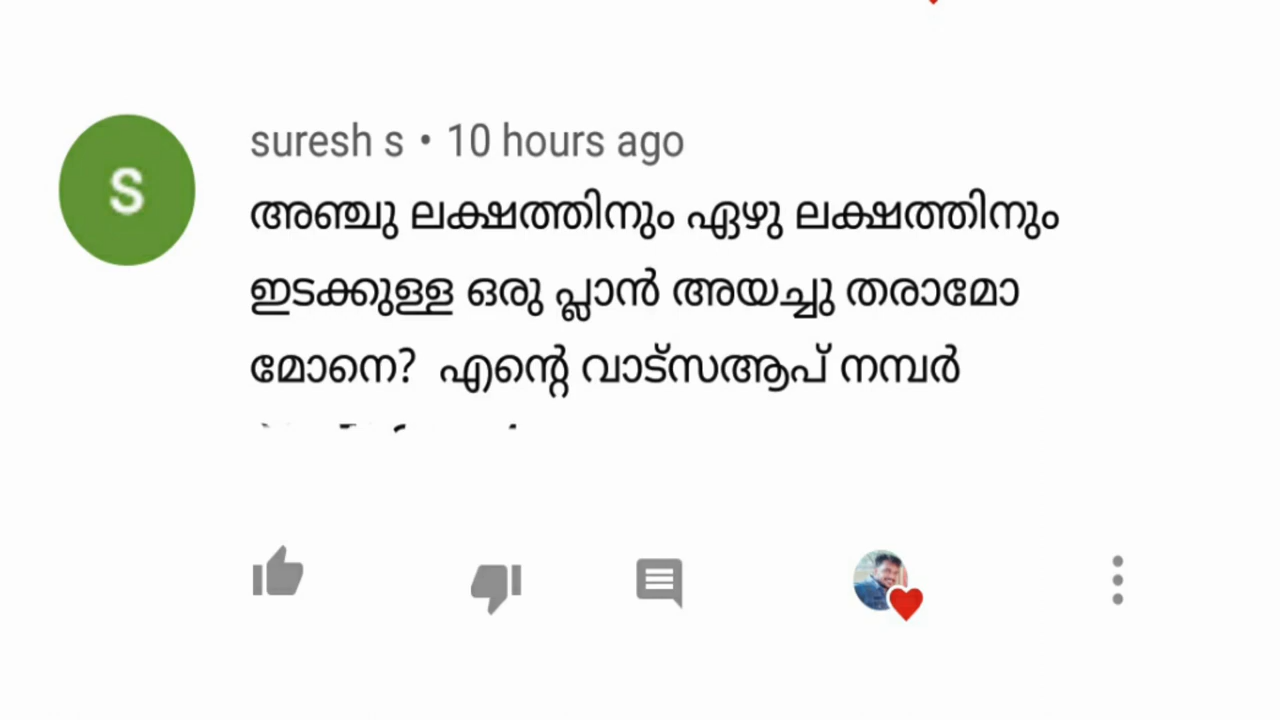 S
suresh s • 10 hours ago
അഞ്ചു ലക്ഷത്തിനും ഏഴു ലക്ഷത്തിനും
ഇടക്കുള്ള ഒരു പ്ലാൻ അയച്ചു തരാമോ
മോനെ? എന്റെ വാട്സആപ് നമ്പർ